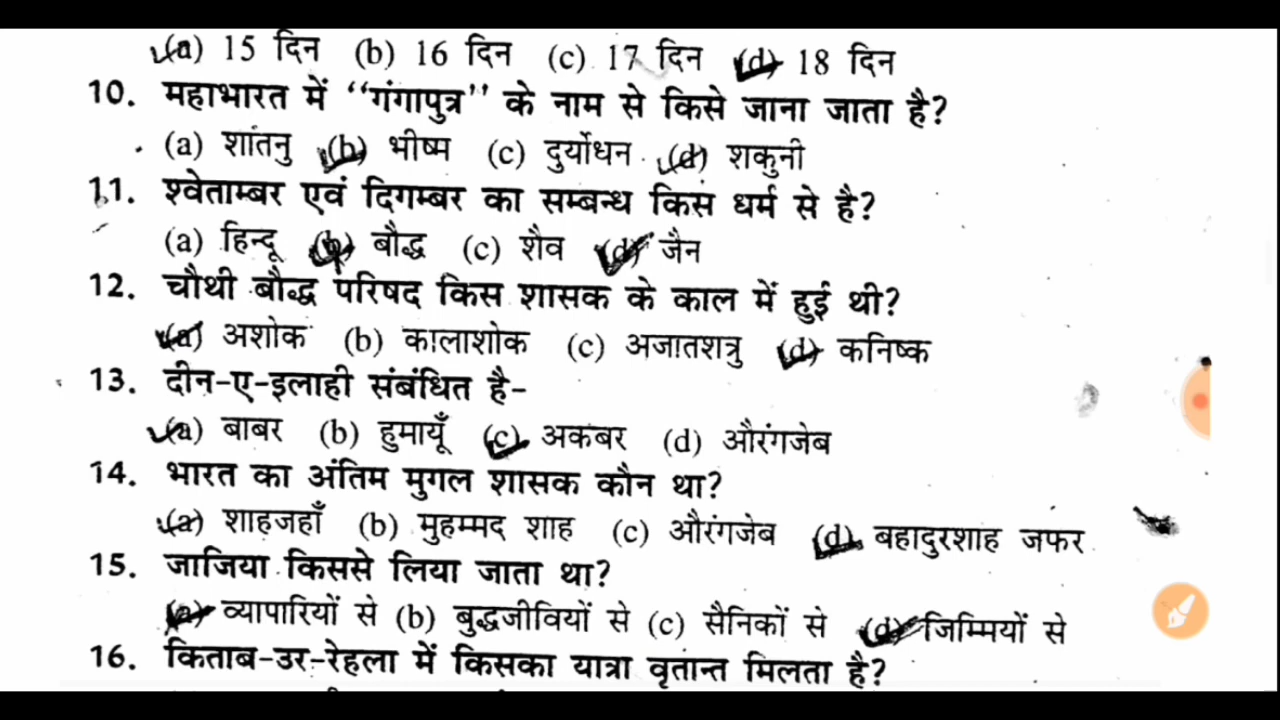 (a) 15 दिन (b) 16 दिन (c) 17 दिन (d) 18 दिन
10. महाभारत में “गंगापुत्र” के नाम से किसे जाना जाता है?
(a) शांतनु (b) भीष्म (c) दुर्योधन (d) शकुनी
11. श्वेताम्बर एवं दिगम्बर का सम्बन्ध किस धर्म से है?
(a) हिन्दू (b) बौद्ध (c) शैव (d) जैन
12. चौथी बौद्ध परिषद किस शासक के काल में हुई थी?
(a) अशोक (b) कालाशोक (c) अजातशत्रु (d) कनिष्क
13. दीन-ए-इलाही संबंधित है-
(a) बाबर (b) हुमायूँ (c) अकबर (d) औरंगजेब
14. भारत का अंतिम मुगल शासक कौन था?
(a) शाहजहाँ (b) मुहम्मद शाह (c) औरंगजेब (d) बहादुरशाह जफर
15. जाजिया किससे लिया जाता था?
(a) व्यापारियों से (b) बुद्धजीवियों से (c) सैनिकों से (d) जिम्मियों से
16. किताब-उर-रेहला में किसका यात्रा वृतान्त मिलता है?